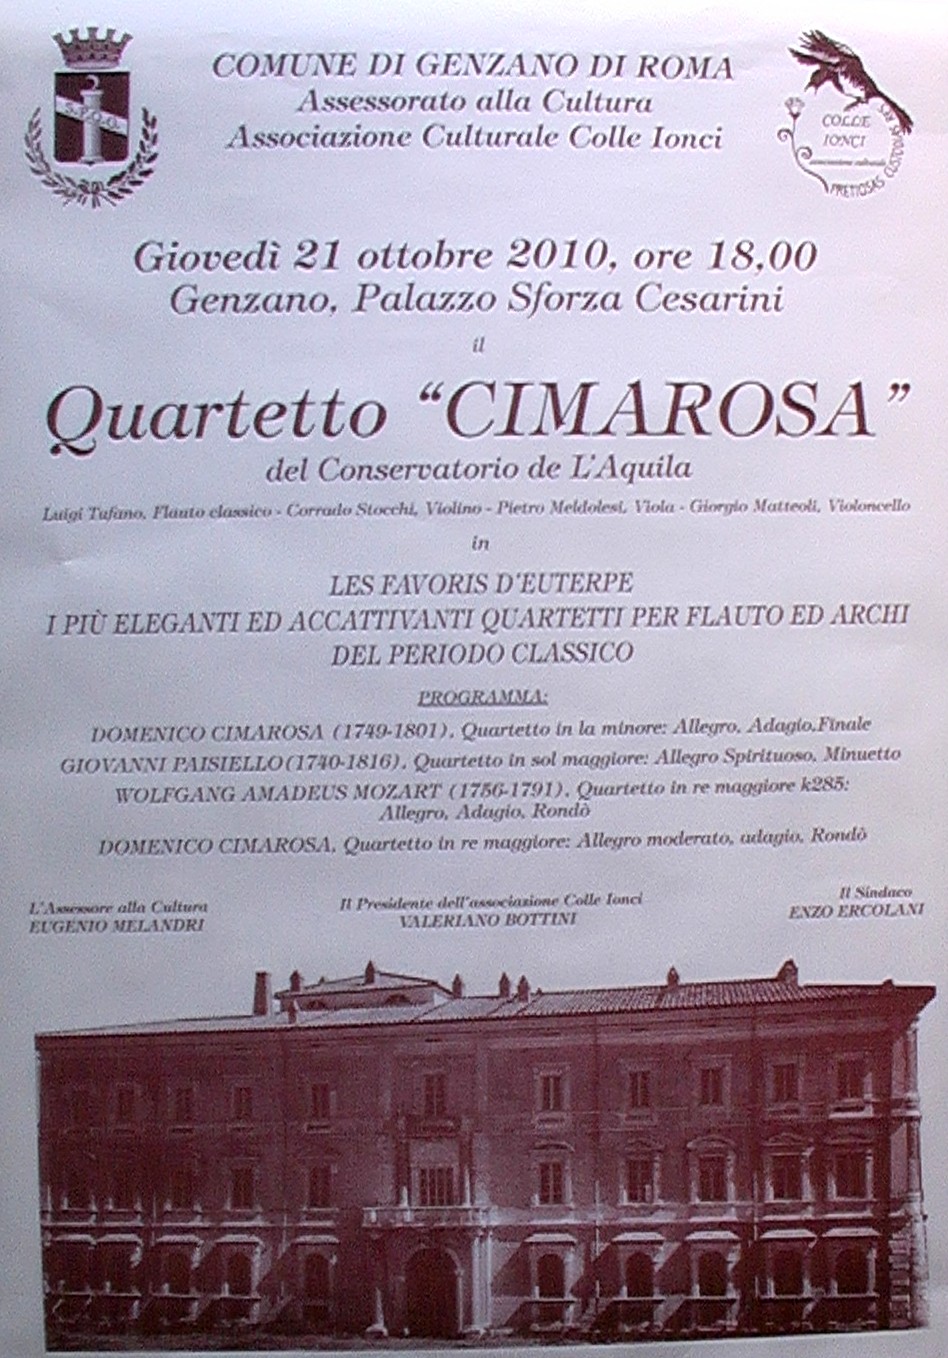 COMUNE DI GENZANO DI ROMA
Assessorato alla Cultura
Associazione Culturale Colle Ionci
S.P.Q.G.
COLLE
IONCI
associazione culturale
RES PRETIOSAS CUSTODIRE
Giovedì 21 ottobre 2010, ore 18,00
Genzano, Palazzo Sforza Cesarini
il
Quartetto “CIMAROSA”
del Conservatorio de L'Aquila
Luigi Tufano, Flauto classico - Corrado Stocchi, Violino - Pietro Meldolesi, Viola - Giorgio Matteoli, Violoncello
in
LES FAVORIS D'EUTERPE
I PIÙ ELEGANTI ED ACCATTIVANTI QUARTETTI PER FLAUTO ED ARCHI
DEL PERIODO CLASSICO
PROGRAMMA:
DOMENICO CIMAROSA (1749-1801), Quartetto in la minore: Allegro, Adagio,Finale
GIOVANNI PAISIELLO(1740-1816), Quartetto in sol maggiore: Allegro Spirituoso, Minuetto
WOLFGANG AMADEUS MOZART (1756-1791), Quartetto in re maggiore k285:
Allegro, Adagio, Rondò
DOMENICO CIMAROSA, Quartetto in re maggiore: Allegro moderato, adagio, Rondò
L'Assessore alla Cultura
EUGENIO MELANDRI
Il Presidente dell'associazione Colle Ionci
VALERIANO BOTTINI
Il Sindaco
ENZO ERCOLANI